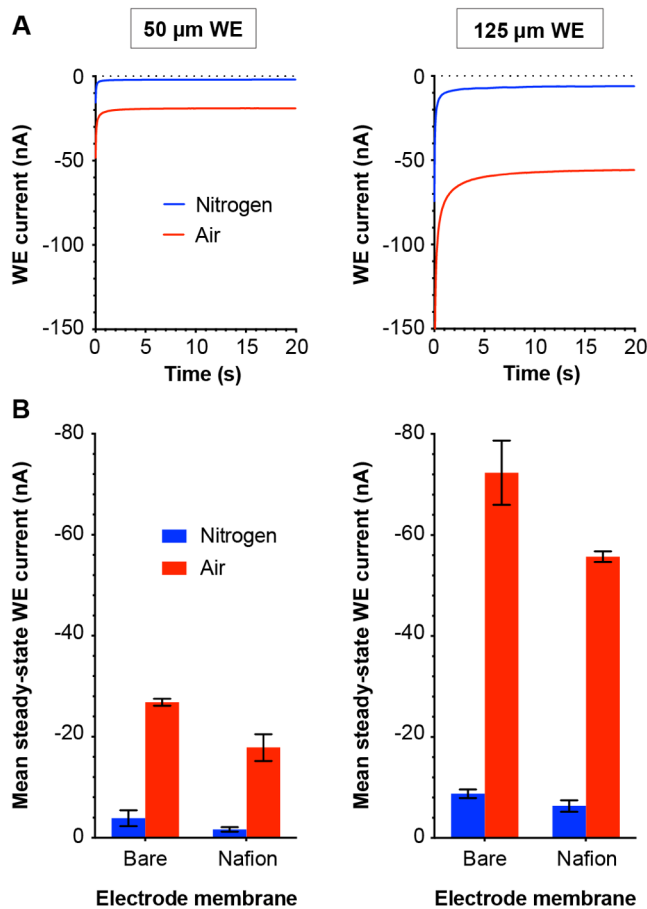 A
50 µm WE
125 µm WE
WE current (nA)
0
-50
-100
-150
Nitrogen
Air
0 5 10 15 20
Time (s)
WE current (nA)
0
-50
-100
-150
0 5 10 15 20
Time (s)
B
Mean steady-state WE current (nA)
-80
-60
-40
-20
0
Nitrogen
Air
Bare Nafion
Electrode membrane
Mean steady-state WE current (nA)
-80
-60
-40
-20
0
Bare Nafion
Electrode membrane